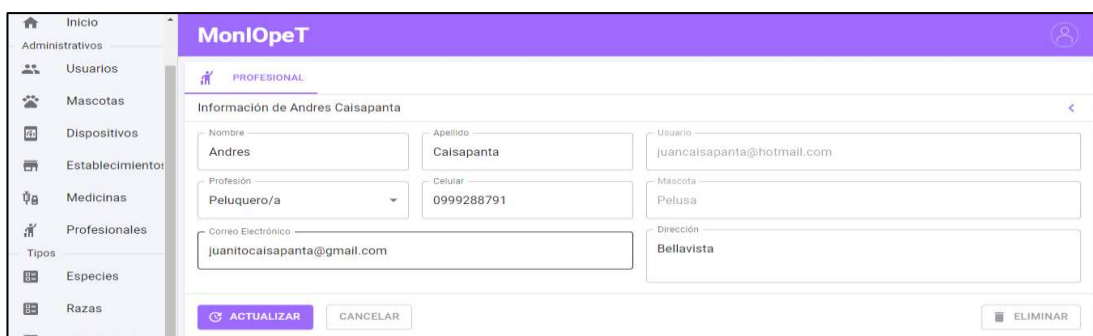 Inicio
Administrativos
Usuarios
Mascotas
Dispositivos
Establecimientos
Medicinas
Profesionales
Tipos
Especies
Razas
MonIOpeT
PROFESIONAL
Información de Andres Caisapanta
Nombre
Andres
Apellido
Caisapanta
Usuario
juancaisapanta@hotmail.com
Profesión
Peluquero/a
Celular
0999288791
Mascota
Pelusa
Correo Electrónico
juanitocaisapanta@gmail.com
Dirección
Bellavista
ACTUALIZAR
CANCELAR
ELIMINAR